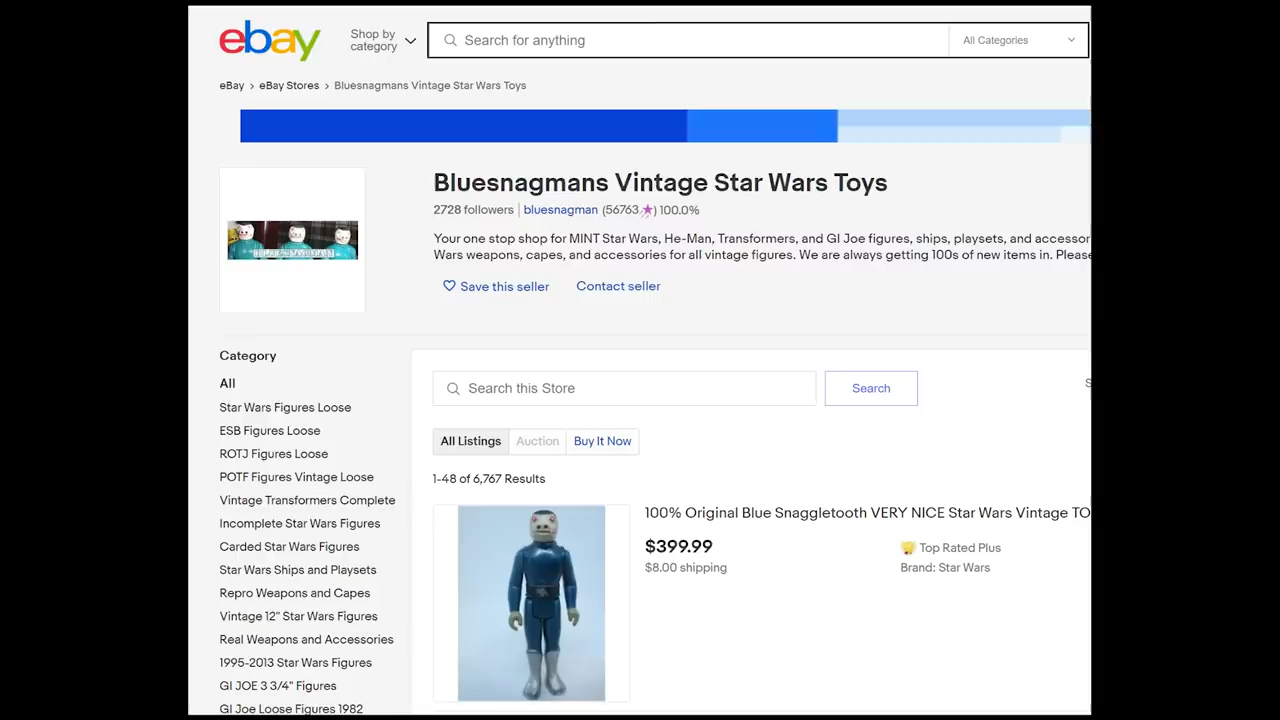 ebay
Shop by
category
Search for anything
All Categories
eBay > eBay Stores > Bluesnagmans Vintage Star Wars Toys
Bluesnagmans Vintage Star Wars Toys
2728 followers | bluesnagman (56763 ) 100.0%
Your one stop shop for MINT Star Wars, He-Man, Transformers, and GI Joe figures, ships, playsets, and accessor
Wars weapons, capes, and accessories for all vintage figures. We are always getting 100s of new items in. Please
Save this seller
Contact seller
Category
All
Star Wars Figures Loose
ESB Figures Loose
ROTJ Figures Loose
POTF Figures Vintage Loose
Vintage Transformers Complete
Incomplete Star Wars Figures
Carded Star Wars Figures
Star Wars Ships and Playsets
Repro Weapons and Capes
Vintage 12" Star Wars Figures
Real Weapons and Accessories
1995-2013 Star Wars Figures
GI JOE 3 3/4" Figures
GI Joe Loose Figures 1982
Search this Store
Search
All Listings
Auction
Buy It Now
1-48 of 6,767 Results
100% Original Blue Snaggletooth VERY NICE Star Wars Vintage TO
$399.99
$8.00 shipping
Top Rated Plus
Brand: Star Wars